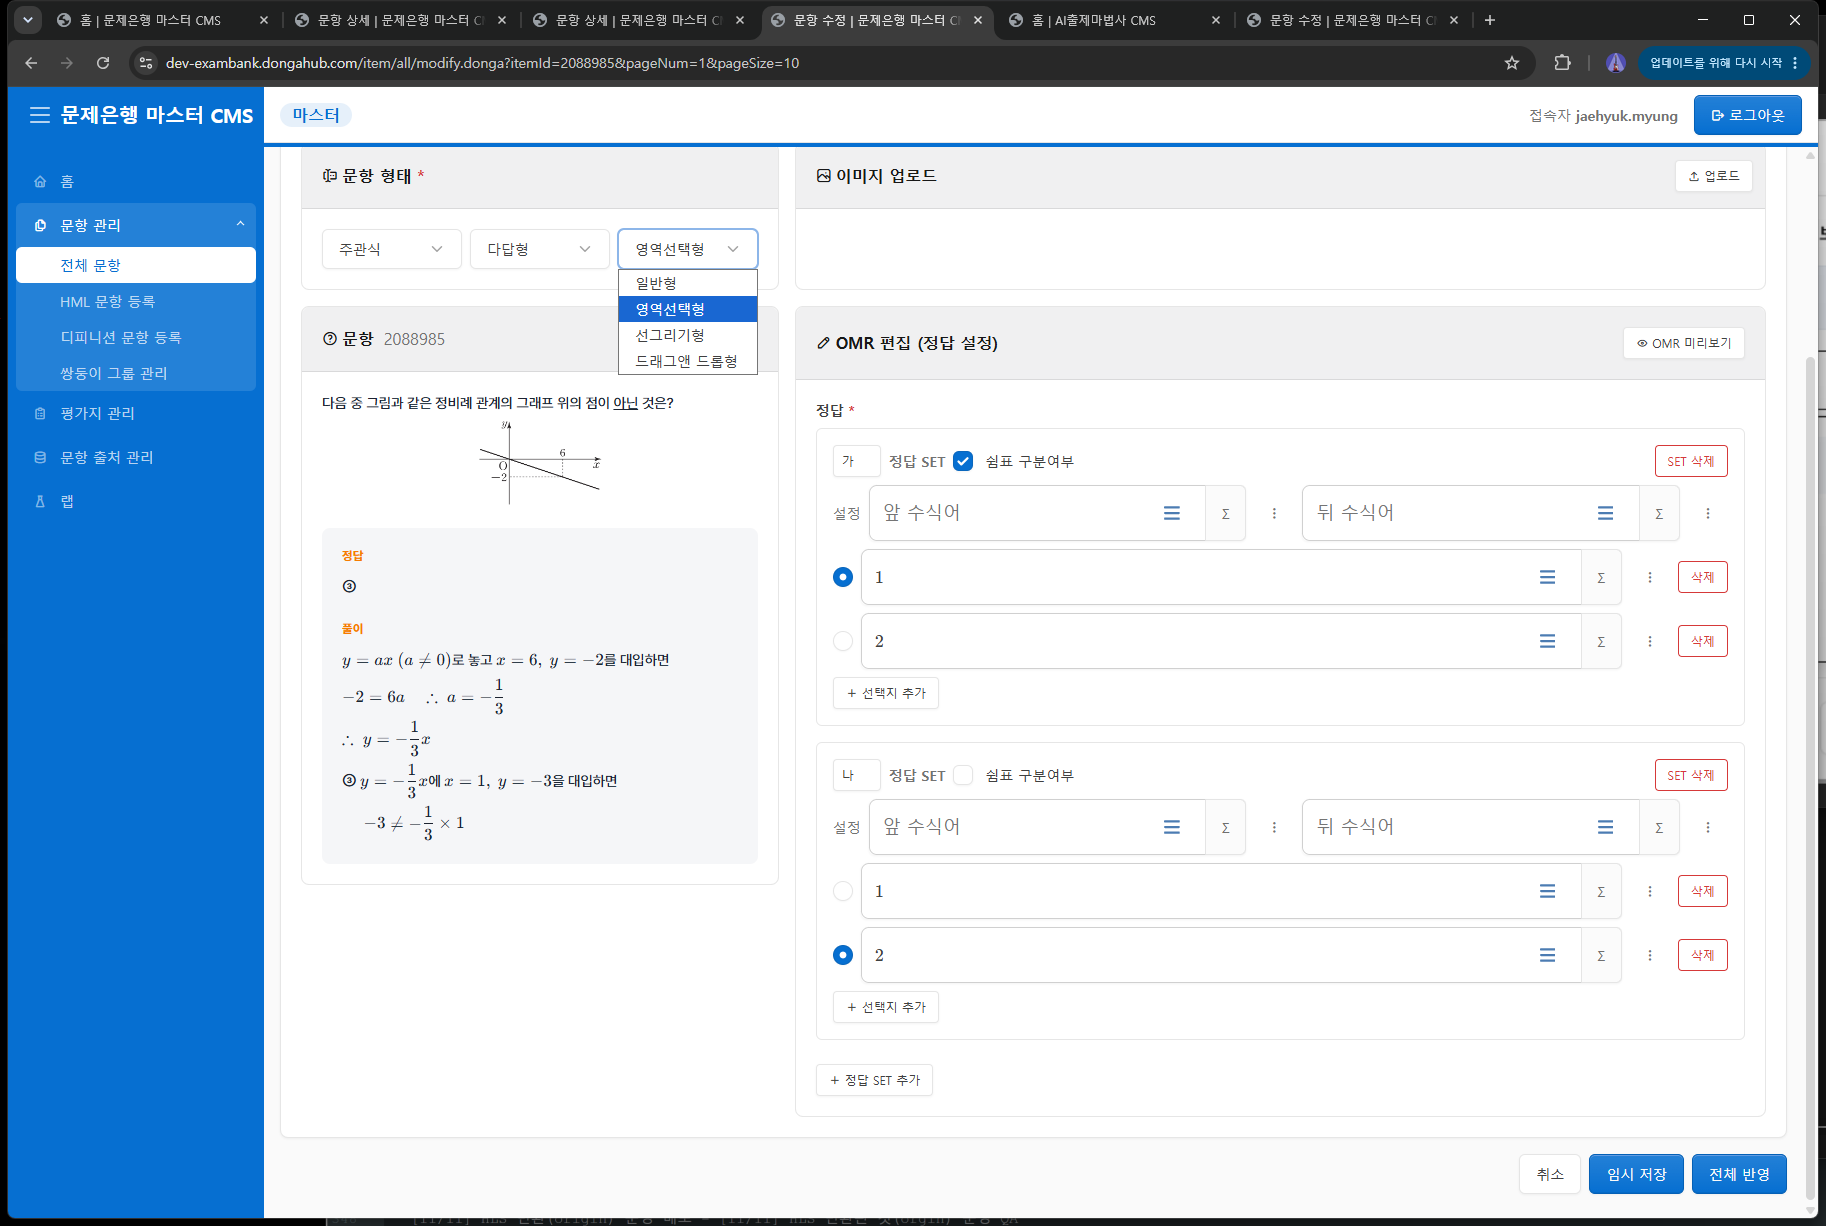 홈 | 문제은행 마스터 CMS
문항 상세 | 문제은행 마스터 C
문항 상세 | 문제은행 마스터 C
문항 수정 | 문제은행 마스터 C
홈 | AI출제마법사 CMS
문항 수정 | 문제은행 마스터 C
dev-exambank.dongahub.com/item/all/modify.donga?itemId=2088985&pageNum=1&pageSize=10
업데이트를 위해 다시 시작
문제은행 마스터 CMS
마스터
접속자 jaehyuk.myung
로그아웃
홈
문항 관리
전체 문항
HML 문항 등록
디피니션 문항 등록
쌍둥이 그룹 관리
평가지 관리
문항 출처 관리
랩
문항 형태 *
주관식
다답형
영역선택형
일반형
영역선택형
선그리기형
드래그앤 드롭형
이미지 업로드
업로드
문항 2088985
다음 중 그림과 같은 정비례 관계의 그래프 위의 점이 아닌 것은?
y
6
O
x
−2
정답
③
풀이
y = ax (a ≠ 0)로 놓고 x = 6, y = −2를 대입하면
−2 = 6a ∴ a = −1/3
∴ y = −1/3x
③ y = −1/3x에 x = 1, y = −3을 대입하면
−3 ≠ −1/3 × 1
OMR 편집 (정답 설정)
OMR 미리보기
정답 *
가 정답 SET 쉼표 구분여부 SET 삭제
설정 앞 수식어 Σ 뒤 수식어 Σ
1 Σ 삭제
2 Σ 삭제
+ 선택지 추가
나 정답 SET 쉼표 구분여부 SET 삭제
설정 앞 수식어 Σ 뒤 수식어 Σ
1 Σ 삭제
2 Σ 삭제
+ 선택지 추가
+ 정답 SET 추가
취소
임시 저장
전체 반영